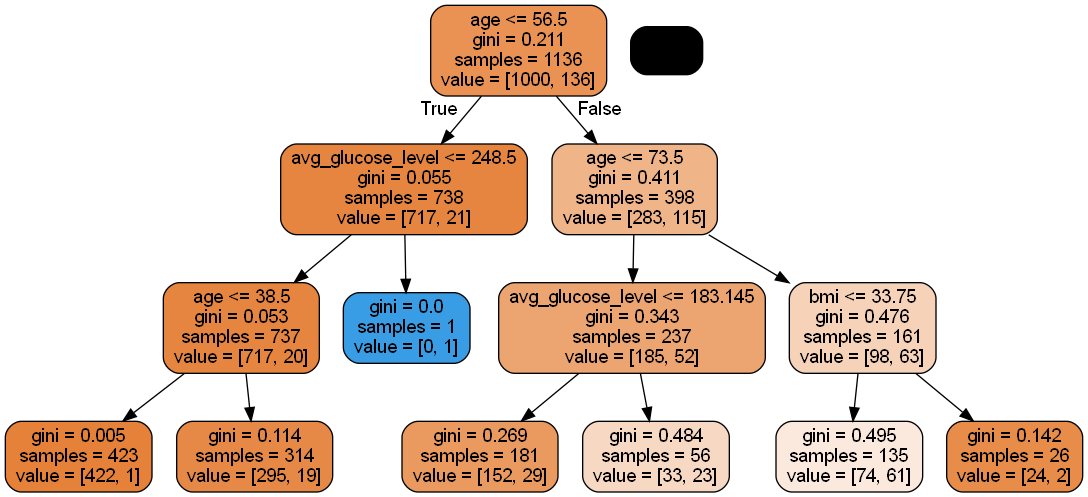 age <= 56.5
gini = 0.211
samples = 1136
value = [1000, 136]
True
False
avg_glucose_level <= 248.5
gini = 0.055
samples = 738
value = [717, 21]
age <= 73.5
gini = 0.411
samples = 398
value = [283, 115]
age <= 38.5
gini = 0.053
samples = 737
value = [717, 20]
gini = 0.0
samples = 1
value = [0, 1]
avg_glucose_level <= 183.145
gini = 0.343
samples = 237
value = [185, 52]
bmi <= 33.75
gini = 0.476
samples = 161
value = [98, 63]
gini = 0.005
samples = 423
value = [422, 1]
gini = 0.114
samples = 314
value = [295, 19]
gini = 0.269
samples = 181
value = [152, 29]
gini = 0.484
samples = 56
value = [33, 23]
gini = 0.495
samples = 135
value = [74, 61]
gini = 0.142
samples = 26
value = [24, 2]